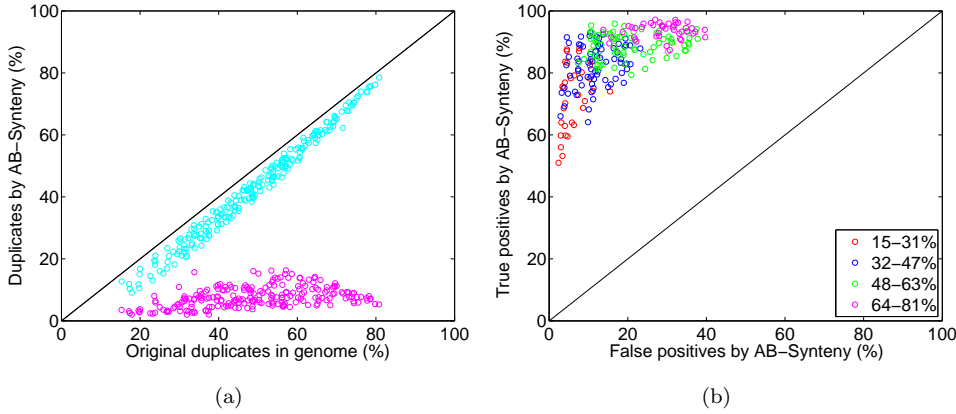 100
80
60
40
20
0
Duplicates by AB−Synteny (%)
0 20 40 60 80 100
Original duplicates in genome (%)
(a)
100
80
60
40
20
0
True positives by AB−Synteny (%)
15−31%
32−47%
48−63%
64−81%
0 20 40 60 80 100
False positives by AB−Synteny (%)
(b)